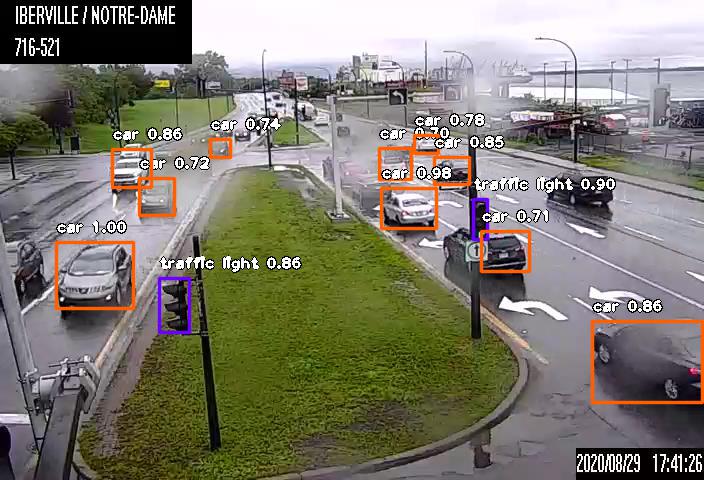 IBERVILLE / NOTRE-DAME
716-521
car 0.86
car 0.72
car 0.74
car 0.78
car 0.70
car 0.85
car 0.98
traffic light 0.90
car 0.71
car 1.00
traffic light 0.86
car 0.86
2020/08/29 17:41:26